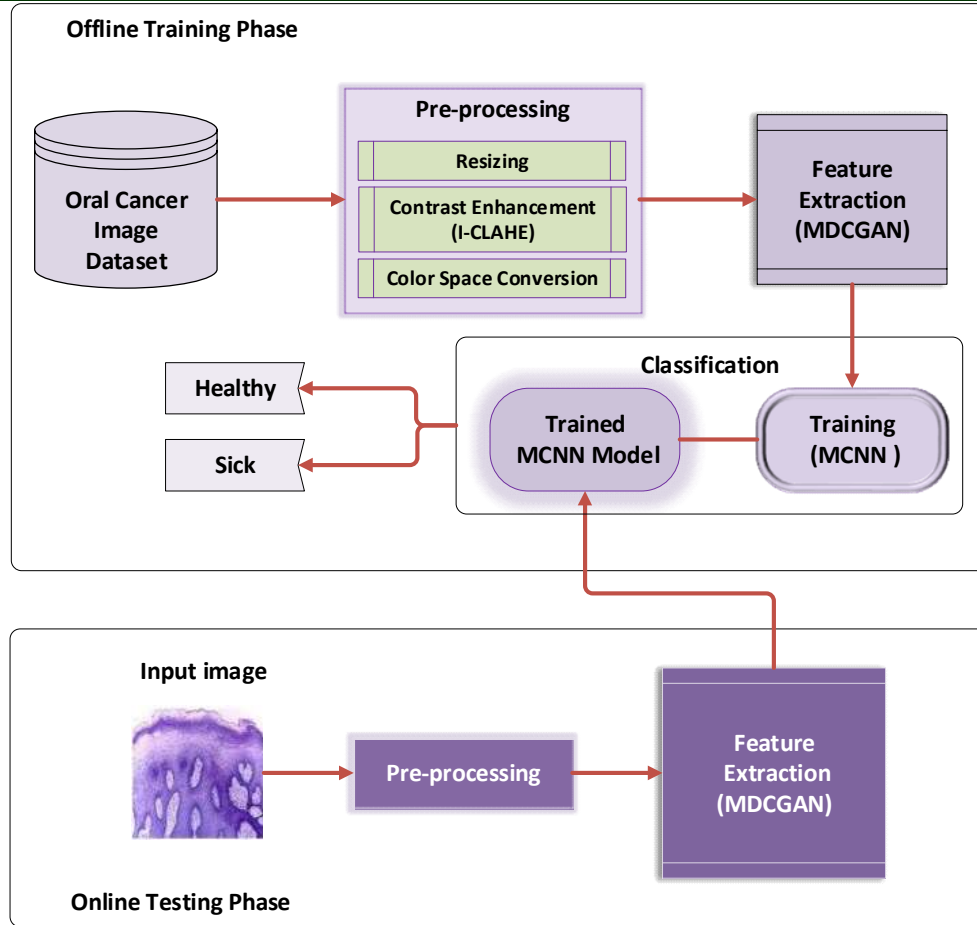 Offline Training Phase
Oral Cancer
Image
Dataset
Pre-processing
Resizing
Contrast Enhancement
(I-CLAHE)
Color Space Conversion
Feature
Extraction
(MDCGAN)
Classification
Healthy
Sick
Trained
MCNN Model
Training
(MCNN )
Input image
Pre-processing
Feature
Extraction
(MDCGAN)
Online Testing Phase